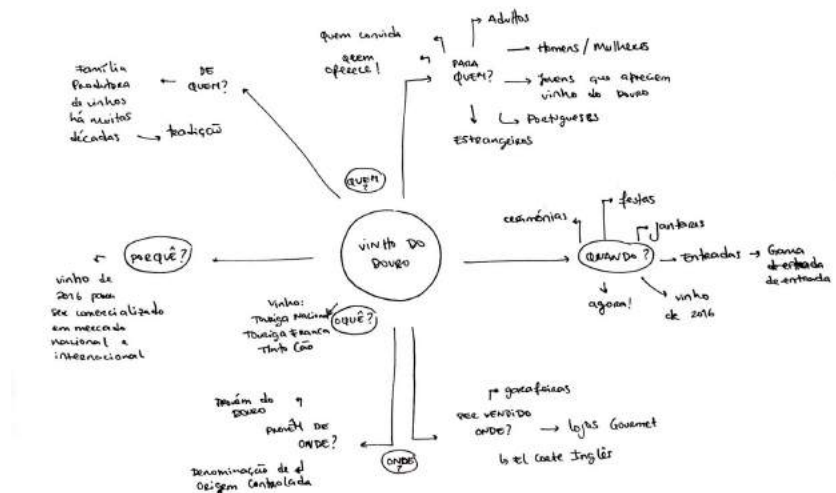 VINHO DO
DOURO
QUEM
?
DE
QUEM?
Família
Produtora
de vinhos
há muitas
décadas
tradição
Quem convida
quem
oferece!
PARA
QUEM?
Adultos
Homens / Mulheres
Jovens que apreciem
vinho do Douro
Portugueses
Estrangeiros
QUANDO?
cerimónias
festas
jantares
Entradas
Gama
de entrada
de entrada
agora!
vinho
de 2016
PORQUÊ?
vinho de
2016 para
ser comercializado
em mercado
nacional e
internacional
OQUÊ?
Vinho:
Touriga Nacional
Touriga Franca
Tinto Cão
ONDE
?
PROVÉM DE
ONDE?
Provém do
Douro
Denominação de
Origem Controlada
SER VENDIDO
ONDE?
garrafeiras
lojas Gourmet
El Corte Inglês